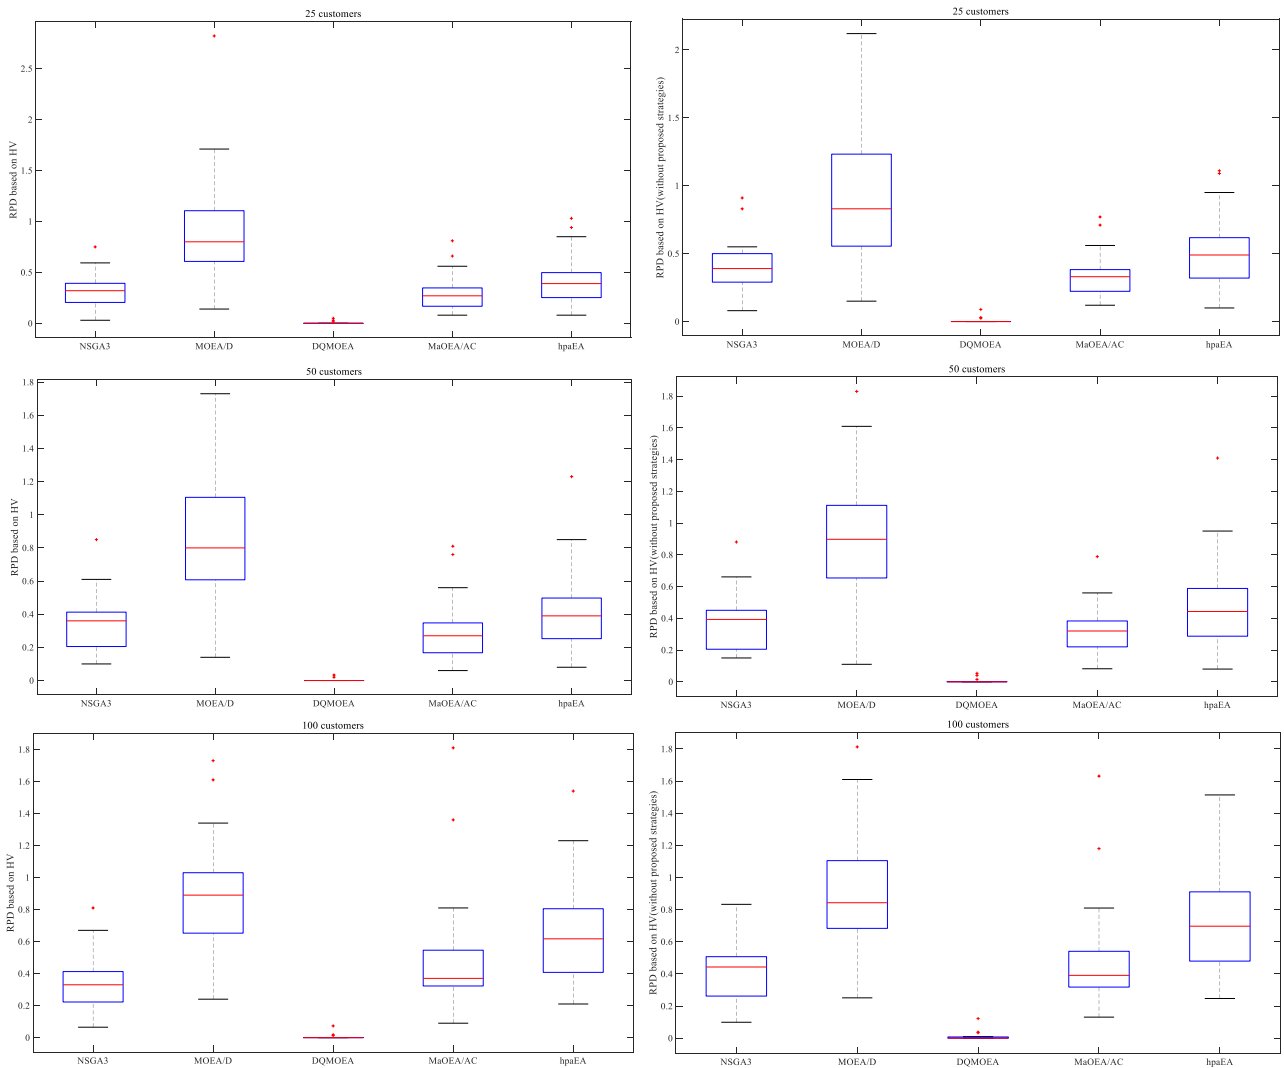 25 customers
RPD based on HV
2.5
2
1.5
1
0.5
0
NSGA3 MOEA/D DQMOEA MaOEA/AC hpaEA
25 customers
RPD based on HV(without proposed strategies)
2
1.5
1
0.5
0
NSGA3 MOEA/D DQMOEA MaOEA/AC hpaEA
50 customers
RPD based on HV
1.8
1.6
1.4
1.2
1
0.8
0.6
0.4
0.2
0
NSGA3 MOEA/D DQMOEA MaOEA/AC hpaEA
50 customers
RPD based on HV(without proposed strategies)
1.8
1.6
1.4
1.2
1
0.8
0.6
0.4
0.2
0
NSGA3 MOEA/D DQMOEA MaOEA/AC hpaEA
100 customers
RPD based on HV
1.8
1.6
1.4
1.2
1
0.8
0.6
0.4
0.2
0
NSGA3 MOEA/D DQMOEA MaOEA/AC hpaEA
100 customers
RPD based on HV(without proposed strategies)
1.8
1.6
1.4
1.2
1
0.8
0.6
0.4
0.2
0
NSGA3 MOEA/D DQMOEA MaOEA/AC hpaEA